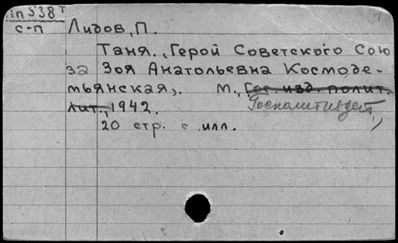 in 538 т
с-п Лидов, П.
Таня., Герой Советского Сою
за Зоя Анатольевна Космоде-
мьянская,. М., Гос. изд. полит.
лит., 1942. Госполитиздат,
20 стр. с илл.